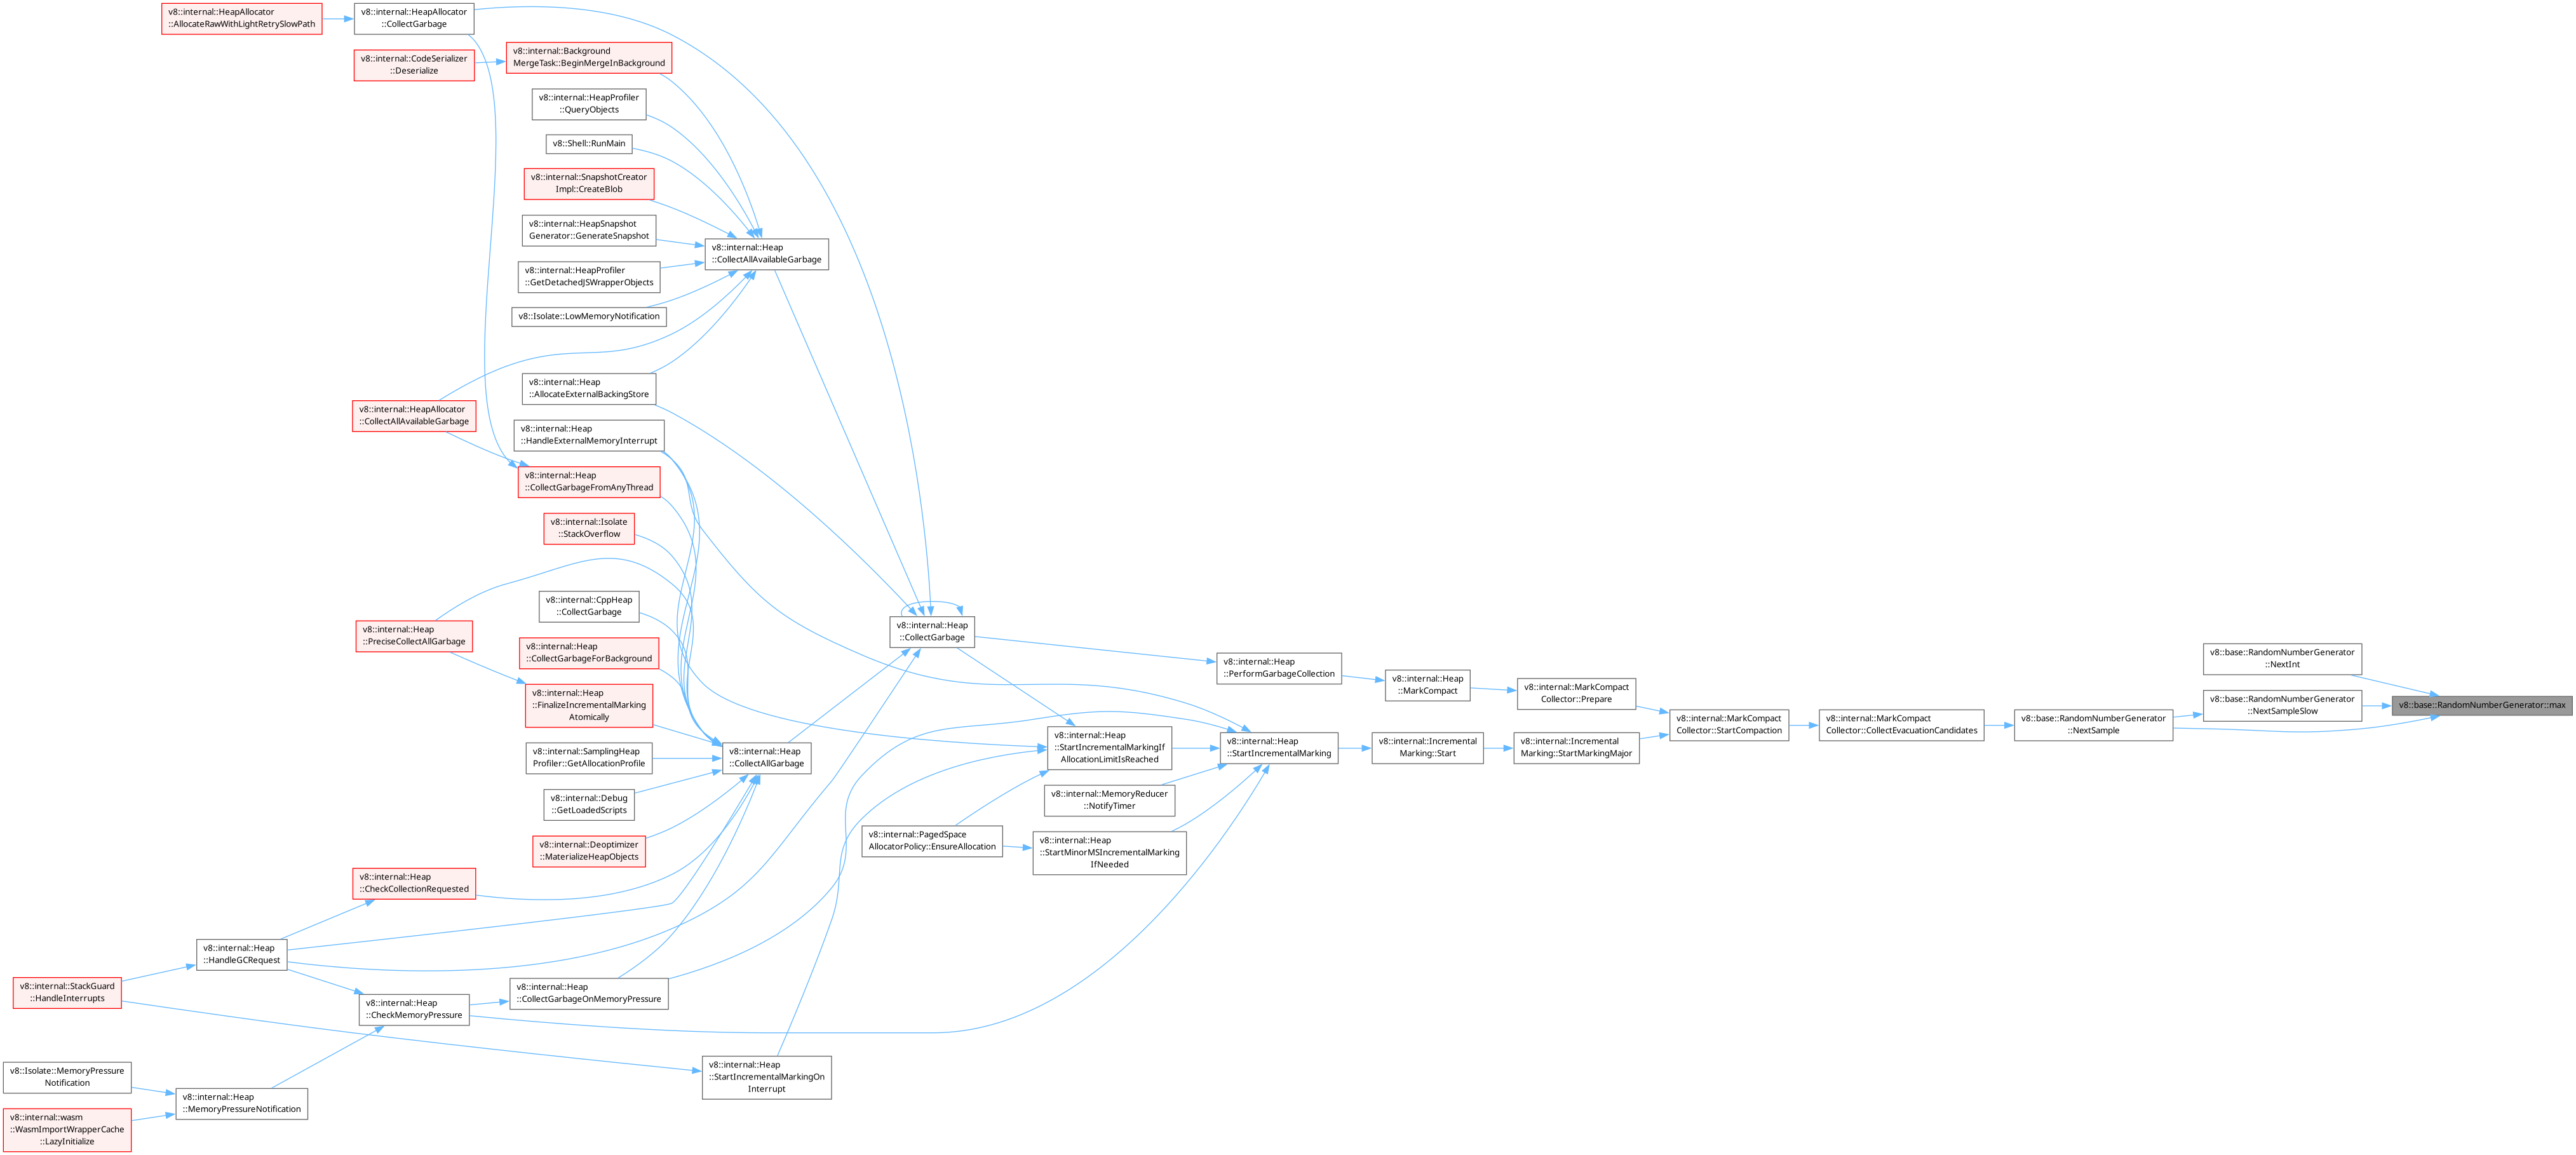 v8::internal::HeapAllocator
::AllocateRawWithLightRetrySlowPath
v8::internal::HeapAllocator
::CollectGarbage
v8::internal::CodeSerializer
::Deserialize
v8::internal::Background
MergeTask::BeginMergeInBackground
v8::internal::HeapProfiler
::QueryObjects
v8::Shell::RunMain
v8::internal::SnapshotCreator
Impl::CreateBlob
v8::internal::HeapSnapshot
Generator::GenerateSnapshot
v8::internal::Heap
::CollectAllAvailableGarbage
v8::internal::HeapProfiler
::GetDetachedJSWrapperObjects
v8::Isolate::LowMemoryNotification
v8::internal::Heap
::AllocateExternalBackingStore
v8::internal::HeapAllocator
::CollectAllAvailableGarbage
v8::internal::Heap
::HandleExternalMemoryInterrupt
v8::internal::Heap
::CollectGarbageFromAnyThread
v8::internal::Isolate
::StackOverflow
v8::internal::CppHeap
::CollectGarbage
v8::internal::Heap
::PreciseCollectAllGarbage
v8::internal::Heap
::CollectGarbageForBackground
v8::internal::Heap
::FinalizeIncrementalMarking
Atomically
v8::internal::SamplingHeap
Profiler::GetAllocationProfile
v8::internal::Heap
::CollectAllGarbage
v8::internal::Debug
::GetLoadedScripts
v8::internal::Deoptimizer
::MaterializeHeapObjects
v8::internal::Heap
::CheckCollectionRequested
v8::internal::Heap
::HandleGCRequest
v8::internal::StackGuard
::HandleInterrupts
v8::internal::Heap
::CheckMemoryPressure
v8::internal::Heap
::CollectGarbageOnMemoryPressure
v8::internal::Heap
::StartIncrementalMarkingOn
Interrupt
v8::Isolate::MemoryPressure
Notification
v8::internal::Heap
::MemoryPressureNotification
v8::internal::wasm
::WasmImportWrapperCache
::LazyInitialize
v8::internal::Heap
::CollectGarbage
v8::internal::Heap
::StartIncrementalMarkingIf
AllocationLimitIsReached
v8::internal::MemoryReducer
::NotifyTimer
v8::internal::PagedSpace
AllocatorPolicy::EnsureAllocation
v8::internal::Heap
::StartMinorMSIncrementalMarking
IfNeeded
v8::internal::Heap
::PerformGarbageCollection
v8::internal::Heap
::StartIncrementalMarking
v8::internal::Heap
::MarkCompact
v8::internal::Incremental
Marking::Start
v8::internal::MarkCompact
Collector::Prepare
v8::internal::Incremental
Marking::StartMarkingMajor
v8::internal::MarkCompact
Collector::StartCompaction
v8::internal::MarkCompact
Collector::CollectEvacuationCandidates
v8::base::RandomNumberGenerator
::NextSample
v8::base::RandomNumberGenerator
::NextInt
v8::base::RandomNumberGenerator
::NextSampleSlow
v8::base::RandomNumberGenerator::max